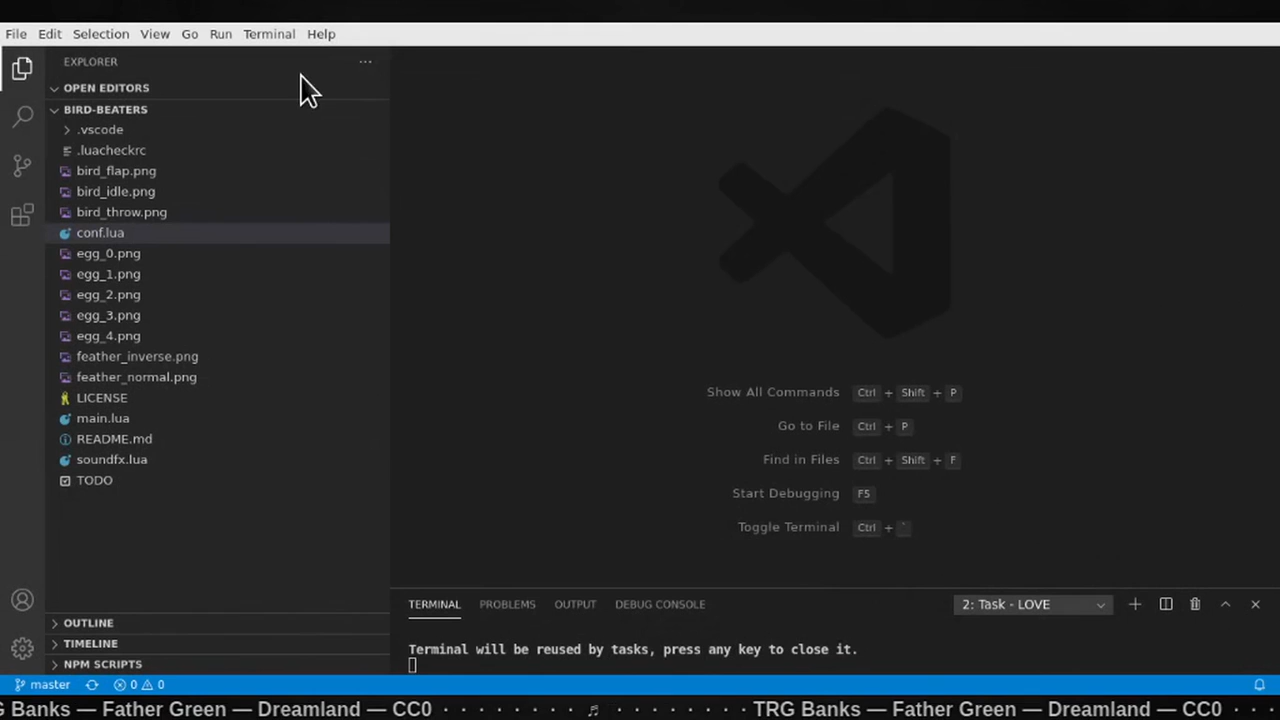 File Edit Selection View Go Run Terminal Help
EXPLORER
OPEN EDITORS
BIRD-BEATERS
.vscode
.luacheckrc
bird_flap.png
bird_idle.png
bird_throw.png
conf.lua
egg_0.png
egg_1.png
egg_2.png
egg_3.png
egg_4.png
feather_inverse.png
feather_normal.png
LICENSE
main.lua
README.md
soundfx.lua
TODO
OUTLINE
TIMELINE
NPM SCRIPTS
Show All Commands Ctrl + Shift + P
Go to File Ctrl + P
Find in Files Ctrl + Shift + F
Start Debugging F5
Toggle Terminal Ctrl + `
TERMINAL PROBLEMS OUTPUT DEBUG CONSOLE 2: Task - LOVE
Terminal will be reused by tasks, press any key to close it.
master 0 0
G Banks — Father Green — Dreamland — CC0 · · · · · · · · ♬ · · · · · · · · TRG Banks — Father Green — Dreamland — CC0 · · ·